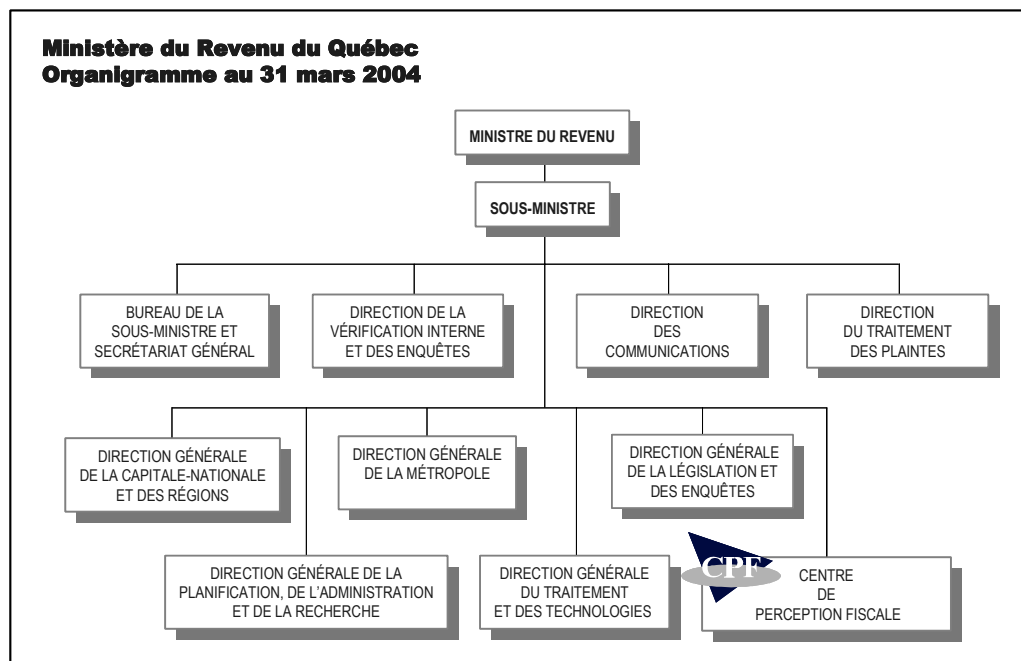 Ministère du Revenu du Québec
Organigramme au 31 mars 2004
MINISTRE DU REVENU
SOUS-MINISTRE
BUREAU DE LA
SOUS-MINISTRE ET
SECRÉTARIAT GÉNÉRAL
DIRECTION DE LA
VÉRIFICATION INTERNE
ET DES ENQUÊTES
DIRECTION
DES
COMMUNICATIONS
DIRECTION
DU TRAITEMENT
DES PLAINTES
DIRECTION GÉNÉRALE
DE LA CAPITALE-NATIONALE
ET DES RÉGIONS
DIRECTION GÉNÉRALE
DE LA MÉTROPOLE
DIRECTION GÉNÉRALE
DE LA LÉGISLATION ET
DES ENQUÊTES
DIRECTION GÉNÉRALE DE LA
PLANIFICATION, DE L'ADMINISTRATION
ET DE LA RECHERCHE
DIRECTION GÉNÉRALE
DU TRAITEMENT
ET DES TECHNOLOGIES
CPF
CENTRE
DE
PERCEPTION FISCALE